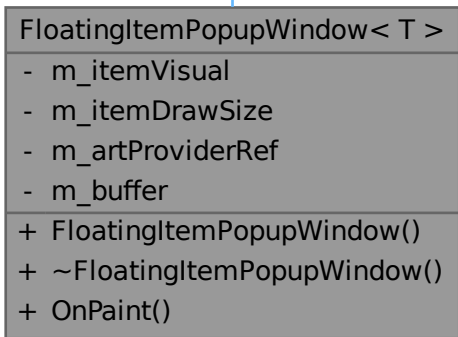 FloatingItemPopupWindow< T >
- m_itemVisual
- m_itemDrawSize
- m_artProviderRef
- m_buffer
+ FloatingItemPopupWindow()
+ ~FloatingItemPopupWindow()
+ OnPaint()